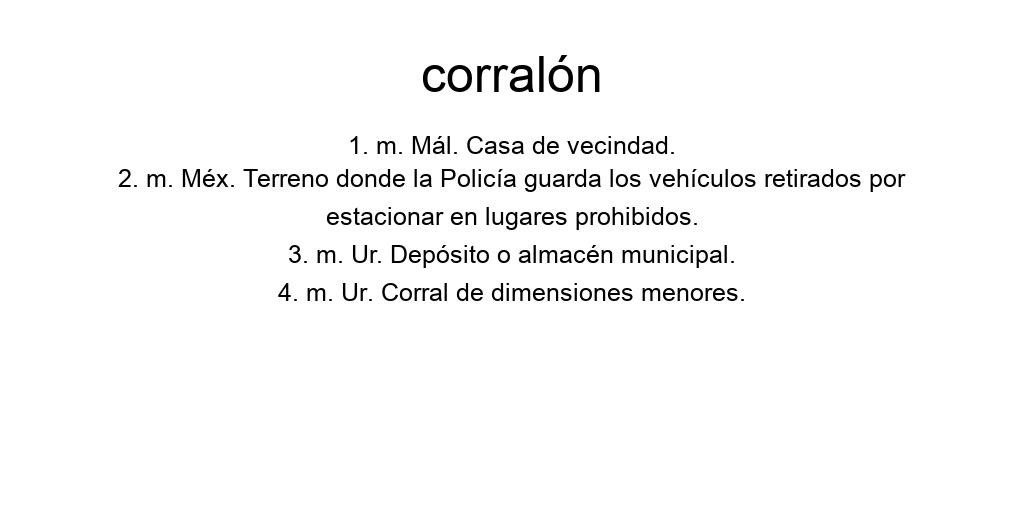 corralón
1. m. Mál. Casa de vecindad.
2. m. Méx. Terreno donde la Policía guarda los vehículos retirados por
estacionar en lugares prohibidos.
3. m. Ur. Depósito o almacén municipal.
4. m. Ur. Corral de dimensiones menores.